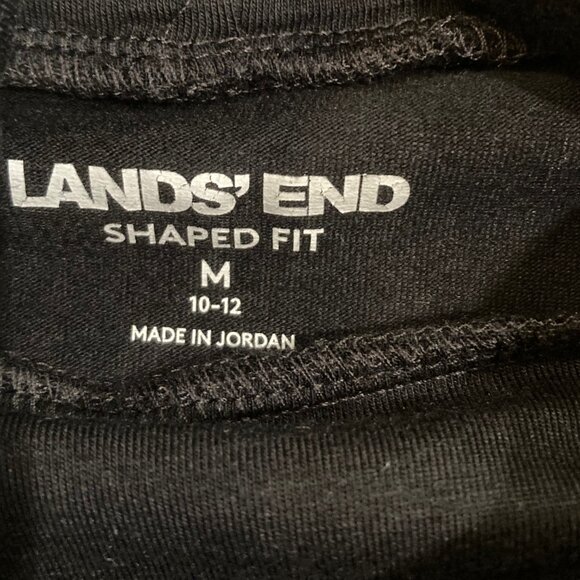 LANDS' END
SHAPED FIT
M
10-12
MADE IN JORDAN